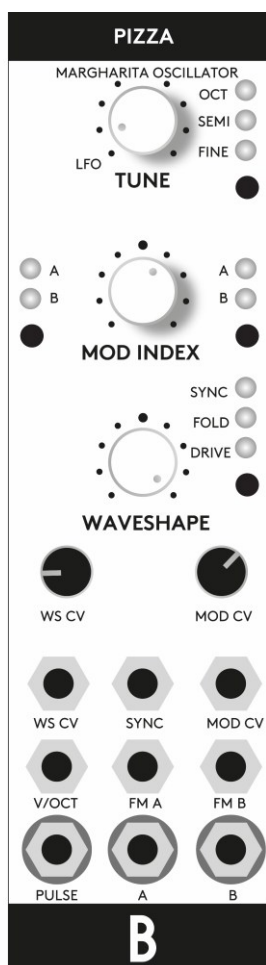 PIZZA
MARGHARITA OSCILLATOR
OCT
SEMI
FINE
LFO
TUNE
A A
B B
MOD INDEX
SYNC
FOLD
DRIVE
WAVESHAPE
WS CV MOD CV
WS CV SYNC MOD CV
V/OCT FM A FM B
PULSE A B
B